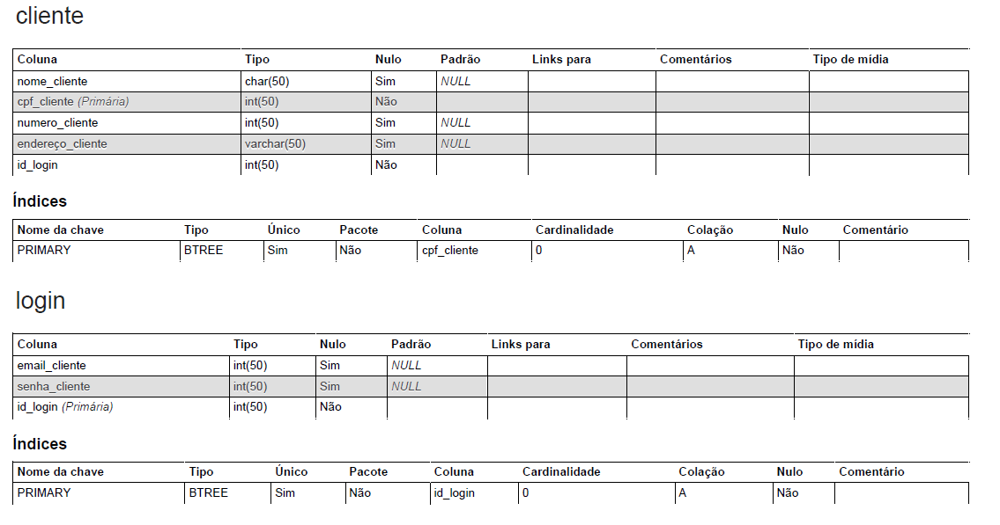 cliente
Coluna Tipo Nulo Padrão Links para Comentários Tipo de mídia
nome_cliente char(50) Sim NULL
cpf_cliente (Primária) int(50) Não
numero_cliente int(50) Sim NULL
endereço_cliente varchar(50) Sim NULL
id_login int(50) Não
Índices
Nome da chave Tipo Único Pacote Coluna Cardinalidade Colação Nulo Comentário
PRIMARY BTREE Sim Não cpf_cliente 0 A Não
login
Coluna Tipo Nulo Padrão Links para Comentários Tipo de mídia
email_cliente int(50) Sim NULL
senha_cliente int(50) Sim NULL
id_login (Primária) int(50) Não
Índices
Nome da chave Tipo Único Pacote Coluna Cardinalidade Colação Nulo Comentário
PRIMARY BTREE Sim Não id_login 0 A Não